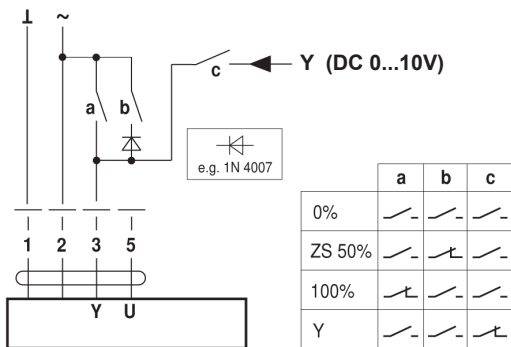 ⊥ ~
a b c Y (DC 0...10V)
e.g. 1N 4007
1 2 3 5
Y U
a b c
0%
ZS 50%
100%
Y